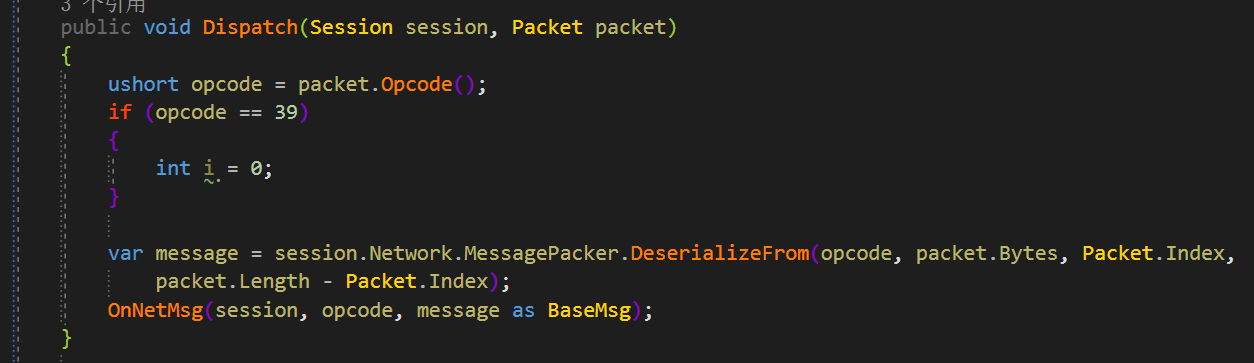 3 个引用
public void Dispatch(Session session, Packet packet)
{
ushort opcode = packet.Opcode();
if (opcode == 39)
{
int i = 0;
}
var message = session.Network.MessagePacker.DeserializeFrom(opcode, packet.Bytes, Packet.Index,
packet.Length - Packet.Index);
OnNetMsg(session, opcode, message as BaseMsg);
}